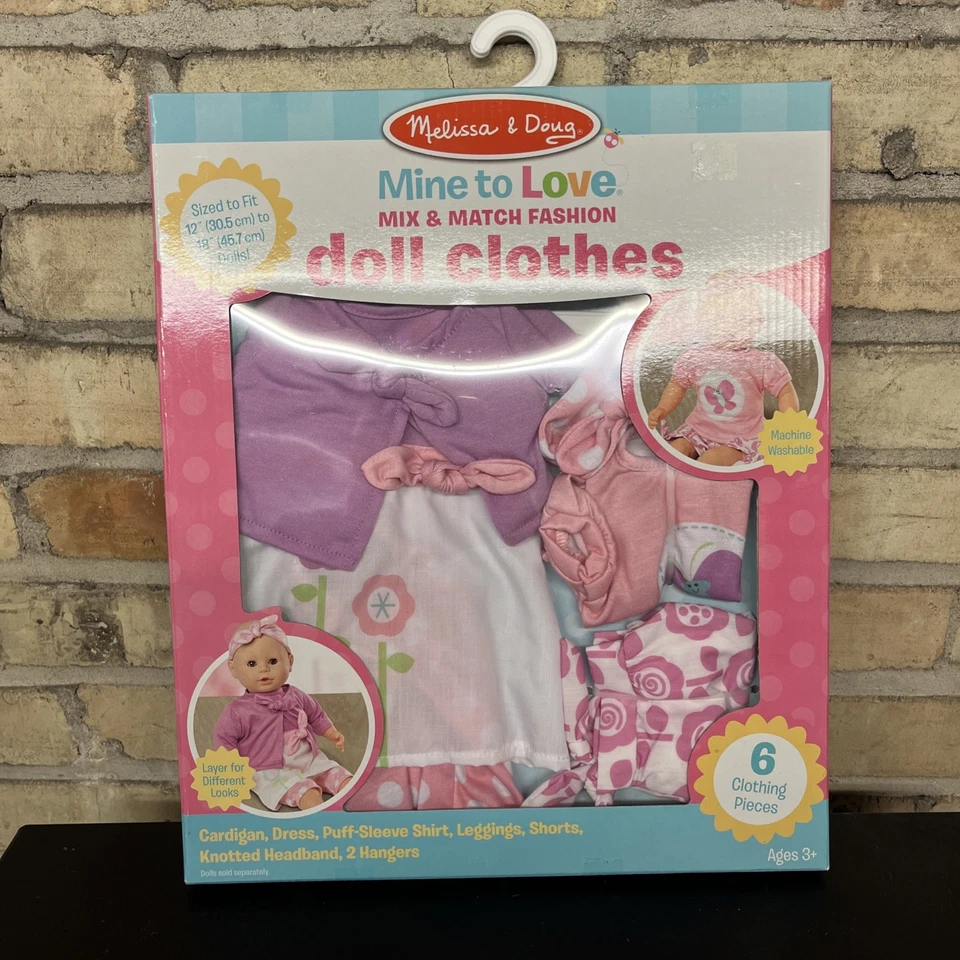 Melissa & Doug®
Mine to Love®
MIX & MATCH FASHION
doll clothes
Sized to Fit
12" (30.5 cm) to
18" (45.7 cm)
Dolls!
Machine
Washable
Layer for
Different
Looks
6
Clothing
Pieces
Cardigan, Dress, Puff-Sleeve Shirt, Leggings, Shorts,
Knotted Headband, 2 Hangers
Ages 3+
Dolls sold separately.